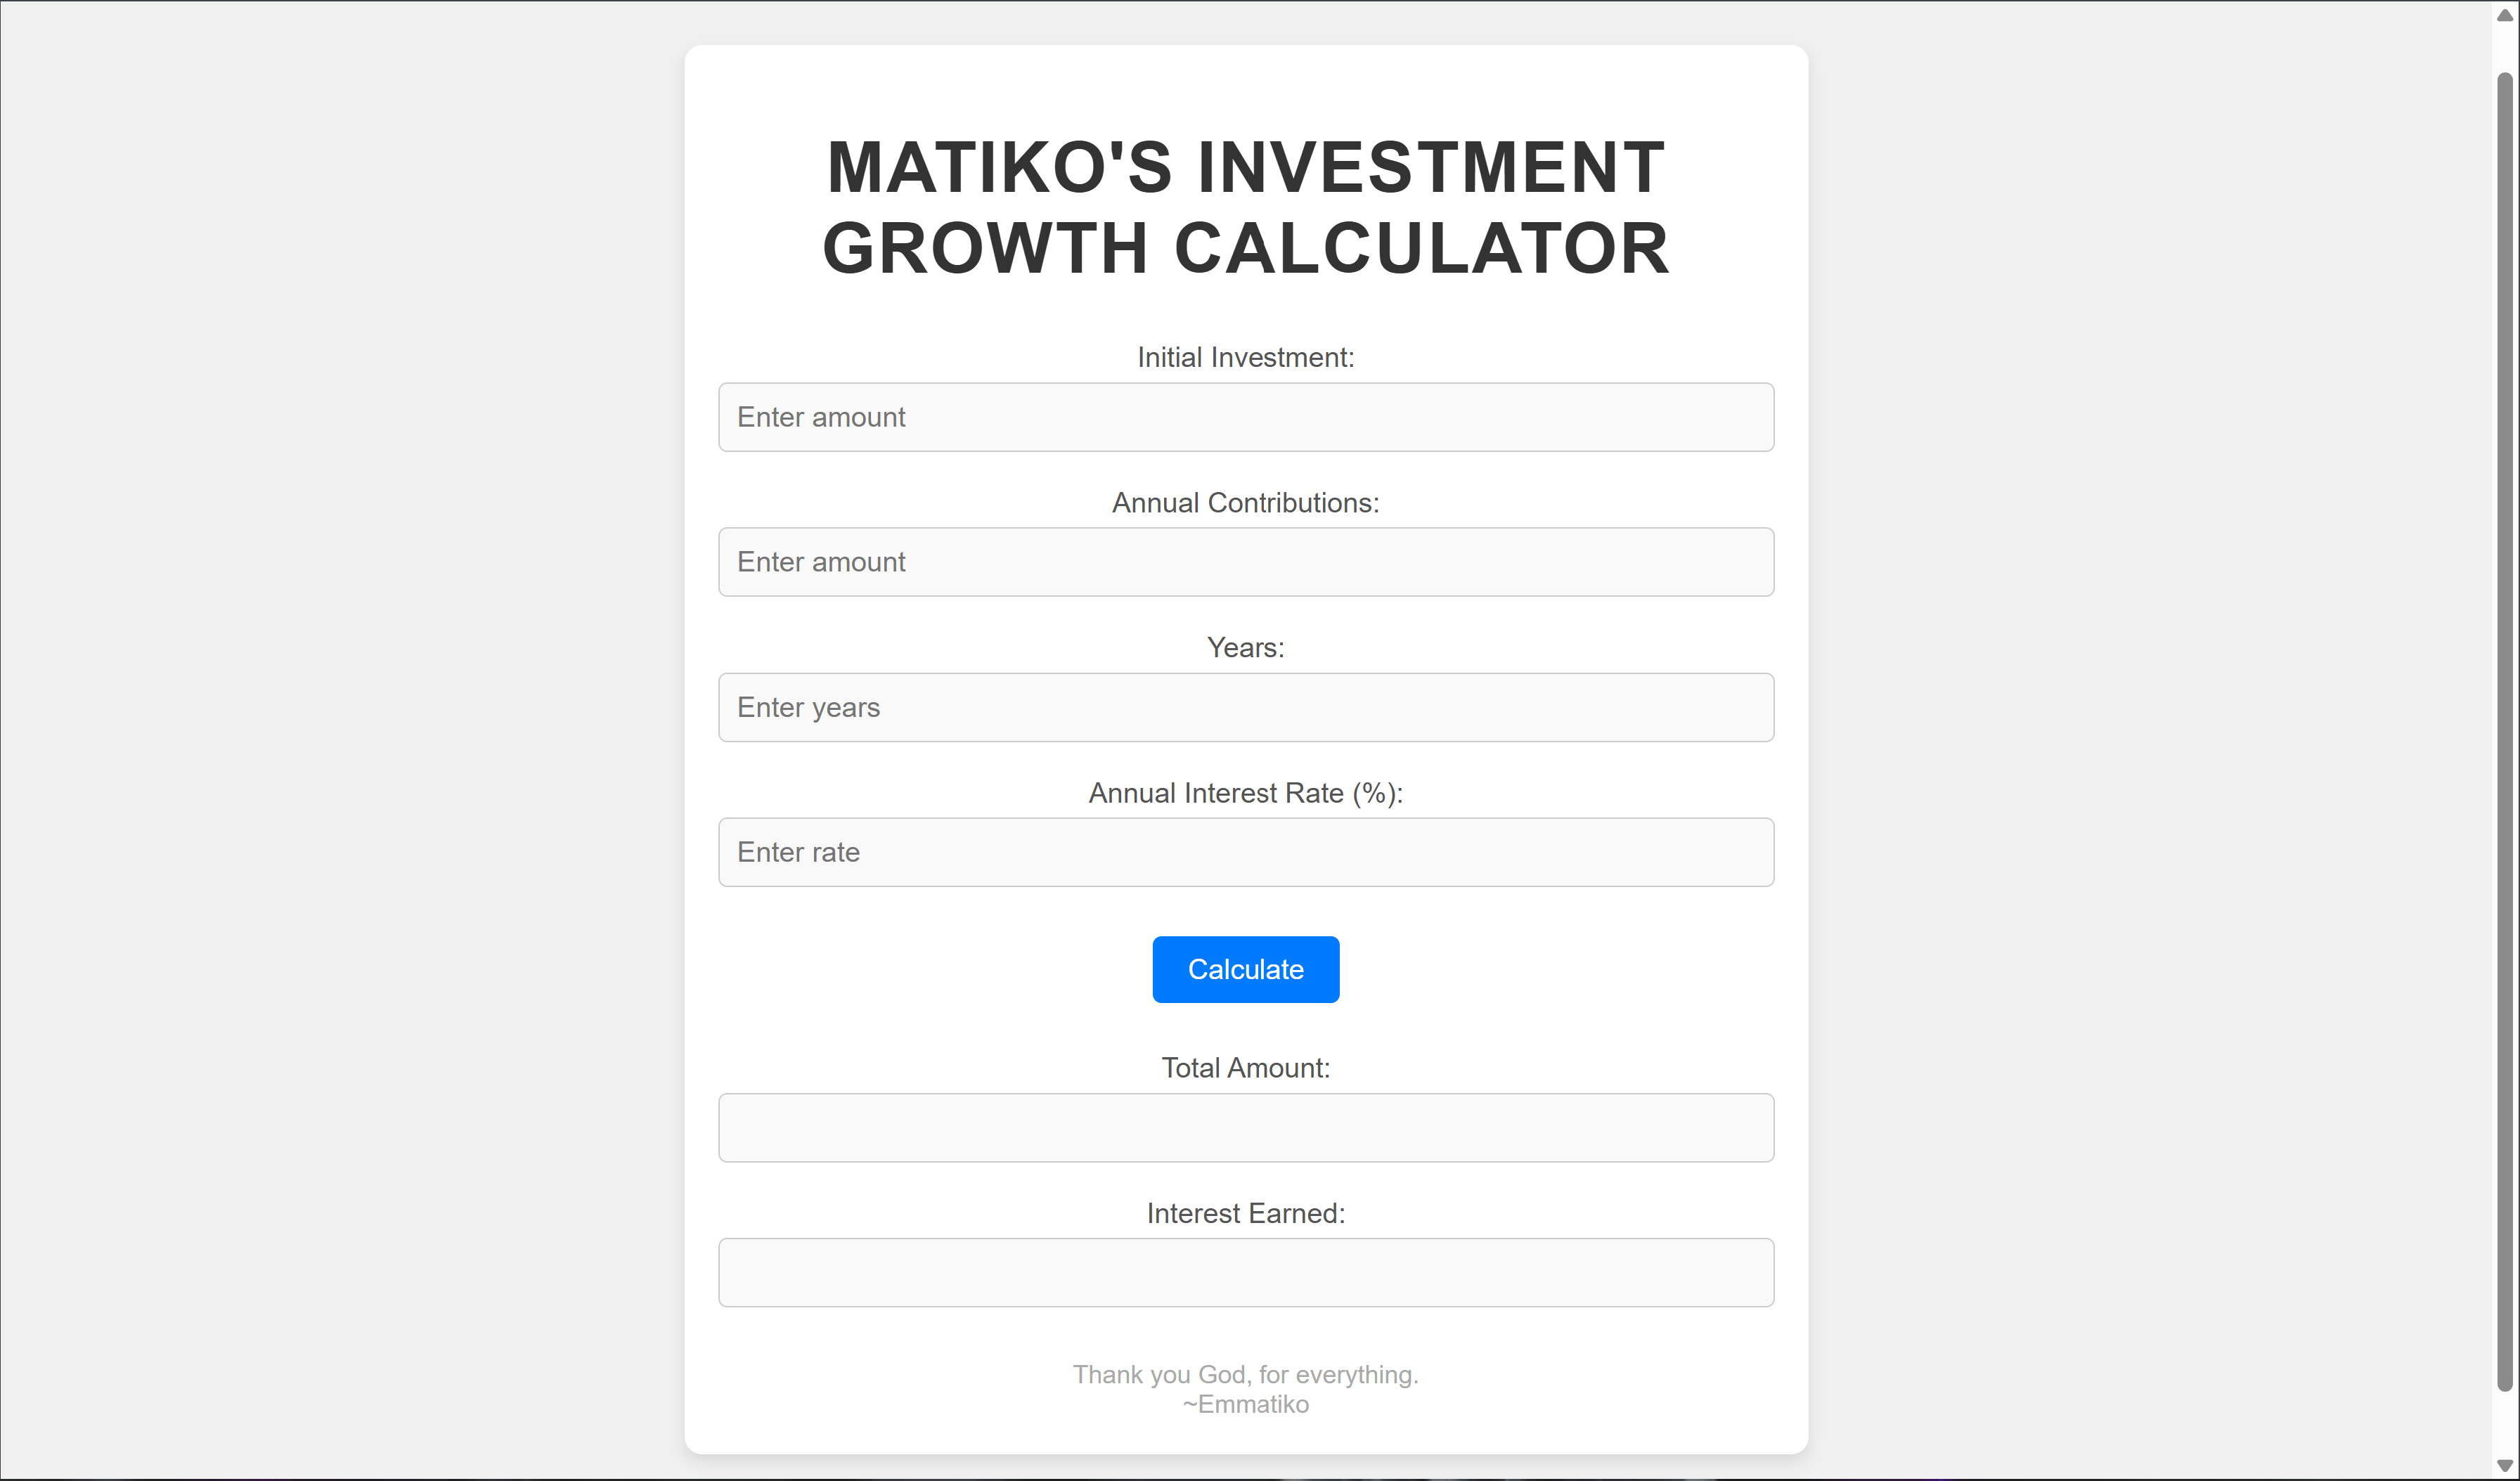 MATIKO'S INVESTMENT
GROWTH CALCULATOR
Initial Investment:
Enter amount
Annual Contributions:
Enter amount
Years:
Enter years
Annual Interest Rate (%):
Enter rate
Calculate
Total Amount:
Interest Earned:
Thank you God, for everything.
~Emmatiko